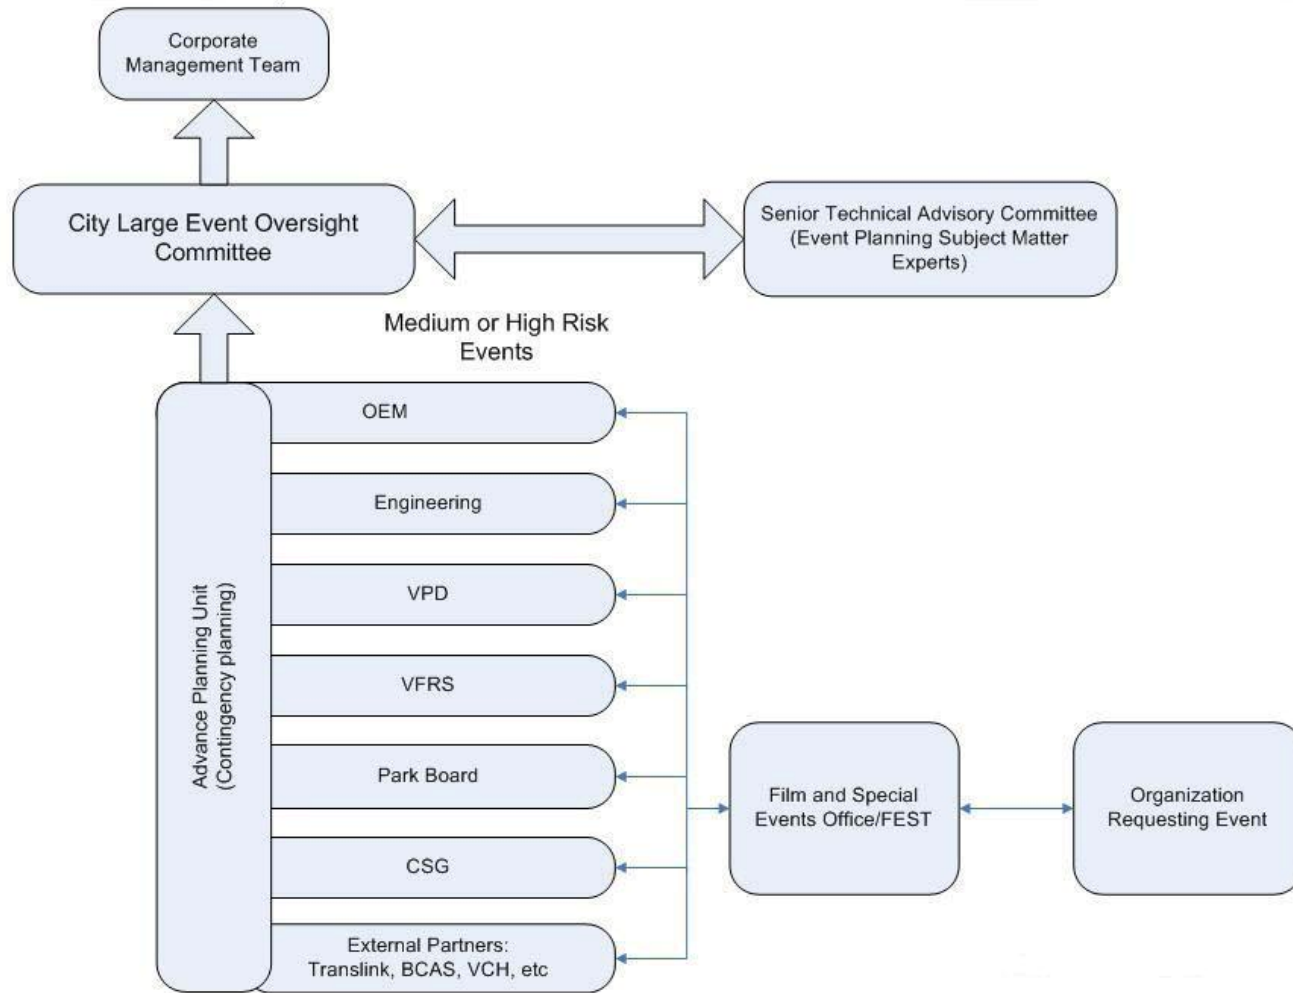 Corporate
Management Team
City Large Event Oversight
Committee
Senior Technical Advisory Committee
(Event Planning Subject Matter
Experts)
Medium or High Risk
Events
Advance Planning Unit
(Contingency planning)
OEM
Engineering
VPD
VFRS
Park Board
CSG
External Partners:
Translink, BCAS, VCH, etc
Film and Special
Events Office/FEST
Organization
Requesting Event